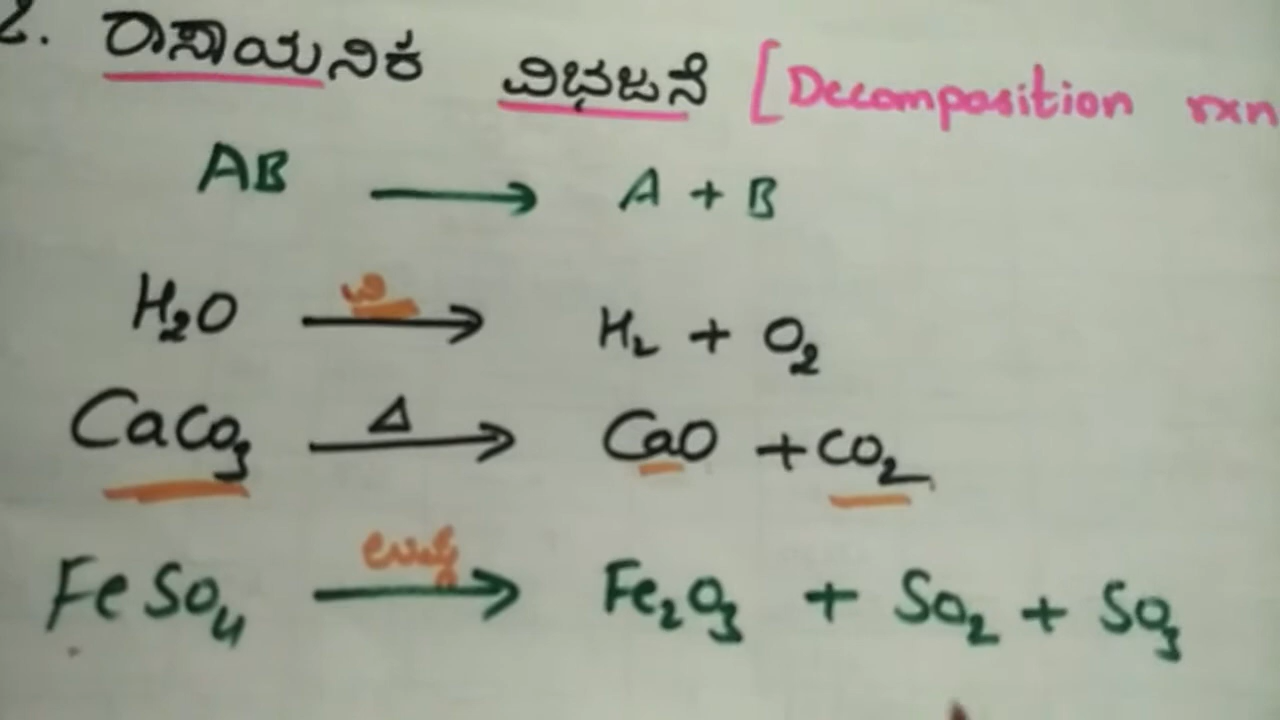 2. ರಾಸಾಯನಿಕ ವಿಭಜನೆ [Decomposition rxn
AB → A + B
H₂O → H₂ + O₂
CaCo₃ →(Δ) CaO + CO₂
FeSo₄ → Fe₂O₃ + So₂ + So₃